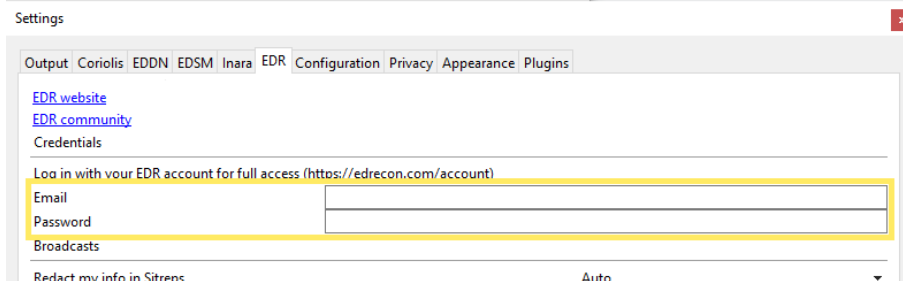 Settings
Output Coriolis EDDN EDSM Inara EDR Configuration Privacy Appearance Plugins
EDR website
EDR community
Credentials
Log in with your EDR account for full access (https://edrecon.com/account)
Email
Password
Broadcasts
Redact my info in Sitreps Auto